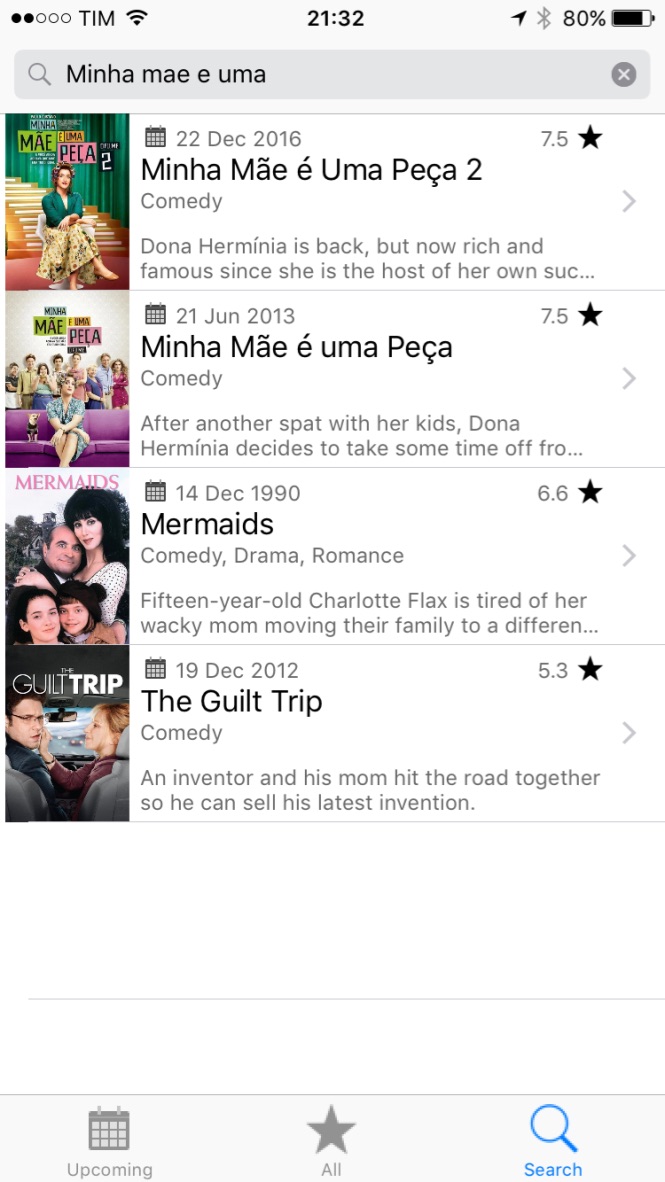 TIM 21:32 80%
Minha mae e uma
MINHA
MÃE É UMA
PEÇA
2
22 Dec 2016 7.5
Minha Mãe é Uma Peça 2
Comedy
Dona Hermínia is back, but now rich and
famous since she is the host of her own suc...
MINHA
MÃE É UMA
PEÇA
21 Jun 2013 7.5
Minha Mãe é uma Peça
Comedy
After another spat with her kids, Dona
Hermínia decides to take some time off fro...
MERMAIDS
14 Dec 1990 6.6
Mermaids
Comedy, Drama, Romance
Fifteen-year-old Charlotte Flax is tired of her
wacky mom moving their family to a differen...
THE
GUILT TRIP
19 Dec 2012 5.3
The Guilt Trip
Comedy
An inventor and his mom hit the road together
so he can sell his latest invention.
Upcoming All Search